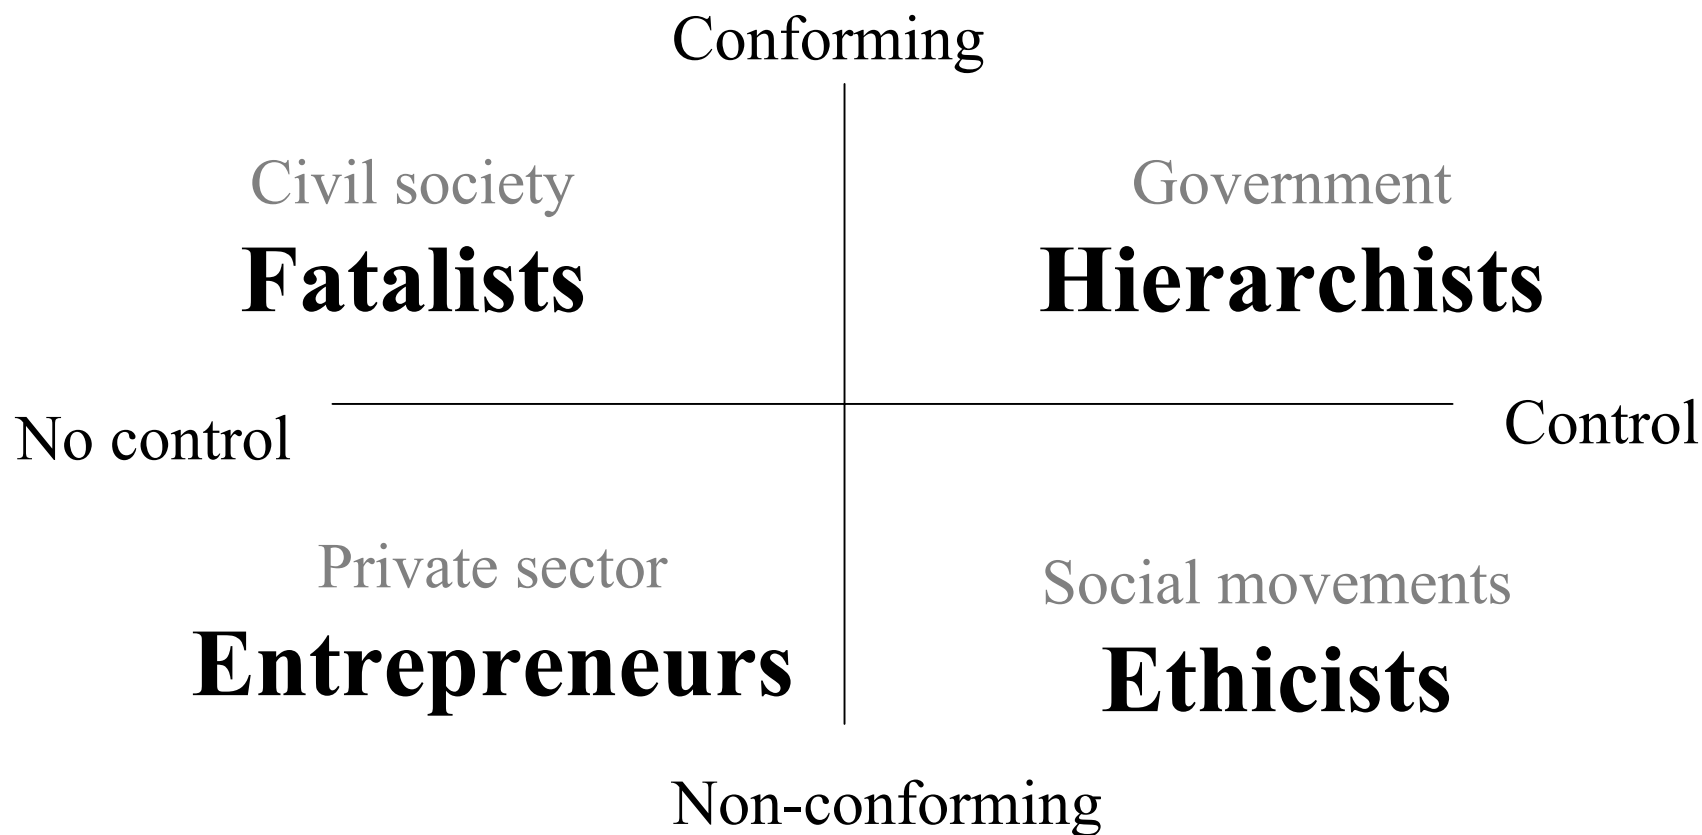 Conforming
Civil society
Government
Fatalists
Hierarchists
No control
Control
Private sector
Social movements
Entrepreneurs
Ethicists
Non-conforming